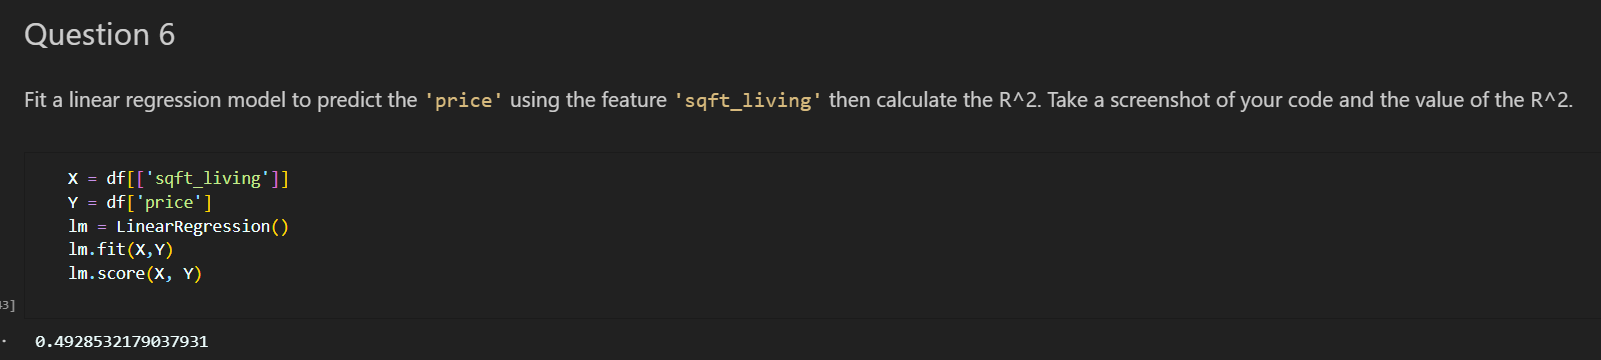 Question 6
Fit a linear regression model to predict the 'price' using the feature 'sqft_living' then calculate the R^2. Take a screenshot of your code and the value of the R^2.
X = df[['sqft_living']]
Y = df['price']
lm = LinearRegression()
lm.fit(X,Y)
lm.score(X, Y)
3]
0.4928532179037931